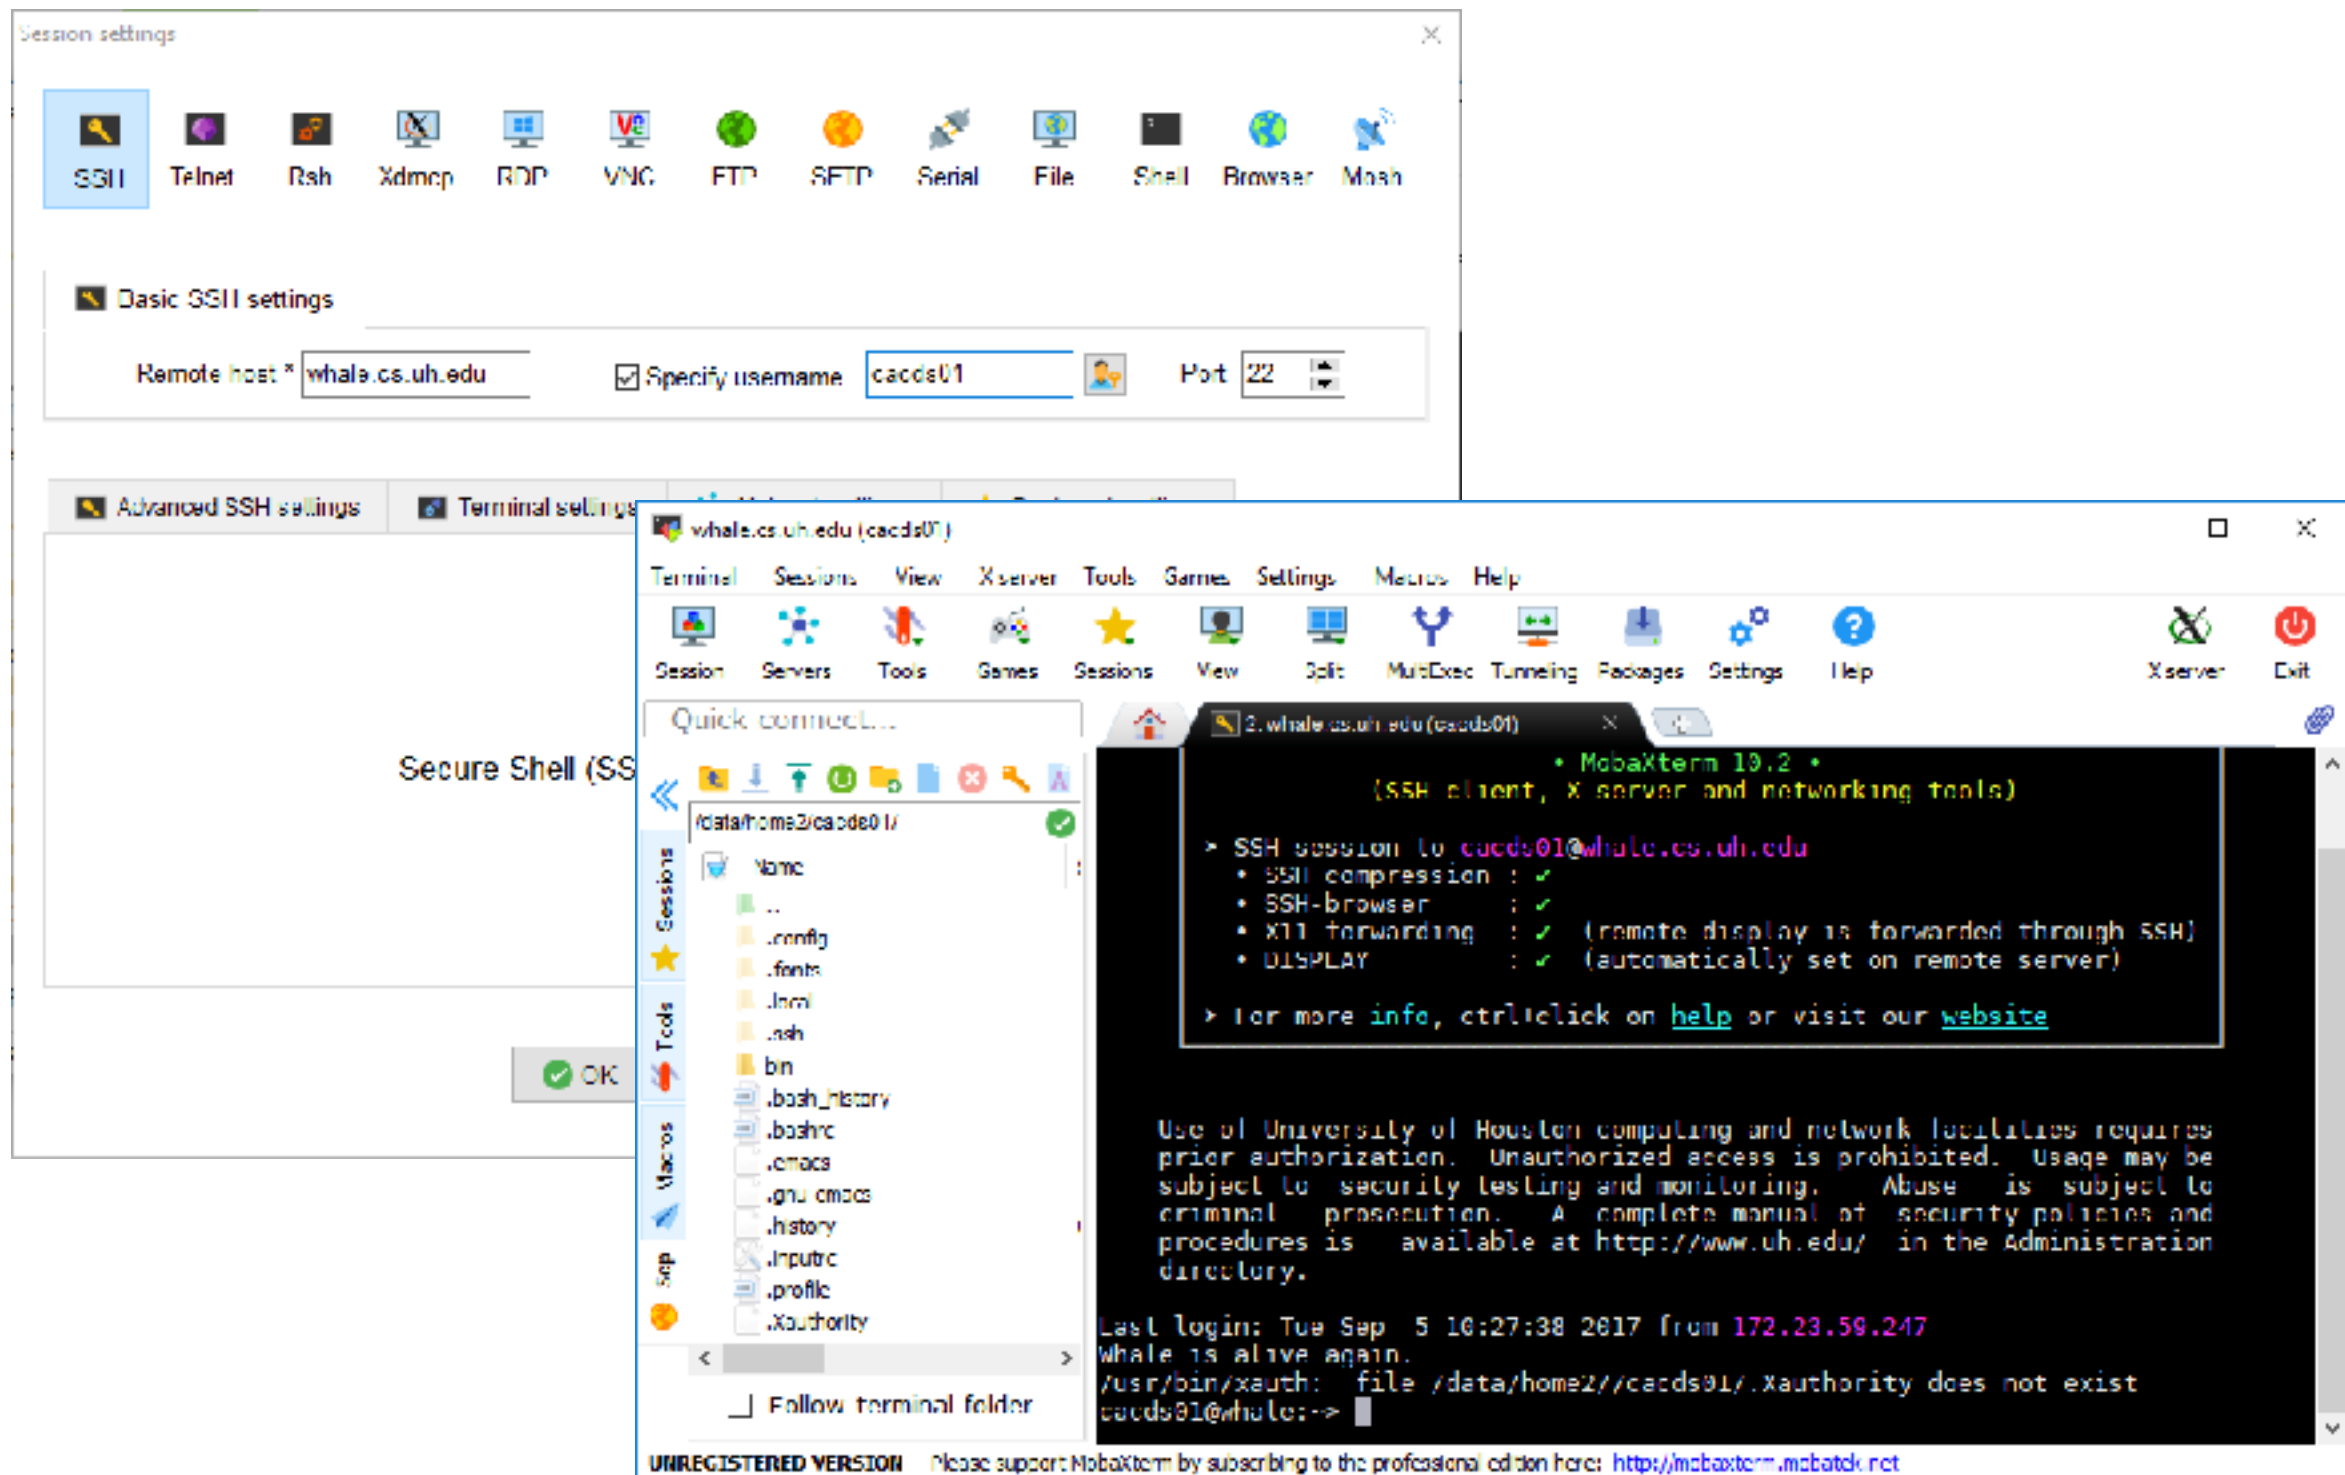 Session settings
SSH Telnet Rsh Xdmcp RDP VNC FTP SFTP Serial File Shell Browser Mosh
Basic SSH settings
Remote host * whale.cs.uh.edu Specify username cacds01 Port 22
Advanced SSH settings Terminal settings
Secure Shell (SS
OK
whale.cs.uh.edu (cacds01)
Terminal Sessions View X server Tools Games Settings Macros Help
Session Servers Tools Games Sessions View Split MultiExec Tunneling Packages Settings Help X server Exit
Quick connect...
2. whale.cs.uh.edu (cacds01)
/data/home2/cacds01/
Name
..
.config
.fonts
.local
.ssh
bin
.bash_history
.bashrc
.emacs
.gnu-emacs
.history
.inputrc
.profile
.Xauthority
Sessions
Tools
Macros
Sftp
Follow terminal folder
• MobaXterm 10.2 •
(SSH client, X server and networking tools)
➤ SSH session to cacds01@whale.cs.uh.edu
• SSH compression : ✔
• SSH-browser : ✔
• X11-forwarding : ✔ (remote display is forwarded through SSH)
• DISPLAY : ✔ (automatically set on remote server)
➤ For more info, ctrl+click on help or visit our website
Use of University of Houston computing and network facilities requires
prior authorization. Unauthorized access is prohibited. Usage may be
subject to security testing and monitoring. Abuse is subject to
criminal prosecution. A complete manual of security policies and
procedures is available at http://www.uh.edu/ in the Administration
directory.
Last login: Tue Sep 5 10:27:38 2017 from 172.23.59.247
Whale is alive again.
/usr/bin/xauth: file /data/home2//cacds01/.Xauthority does not exist
cacds01@whale:~>
UNREGISTERED VERSION Please support MobaXterm by subscribing to the professional edition here: http://mobaxterm.mobatek.net